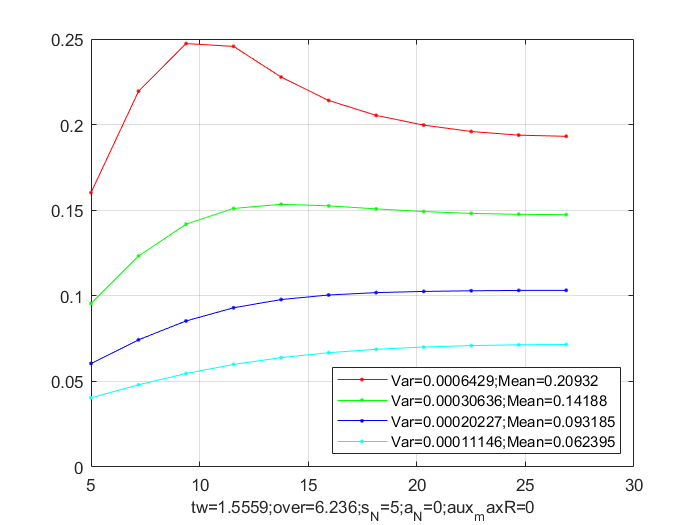 0.25
0.2
0.15
0.1
0.05
0
5
10
15
20
25
30
Var=0.0006429;Mean=0.20932
Var=0.00030636;Mean=0.14188
Var=0.00020227;Mean=0.093185
Var=0.00011146;Mean=0.062395
tw=1.5559;over=6.236;s_N=5;a_N=0;aux_maxR=0